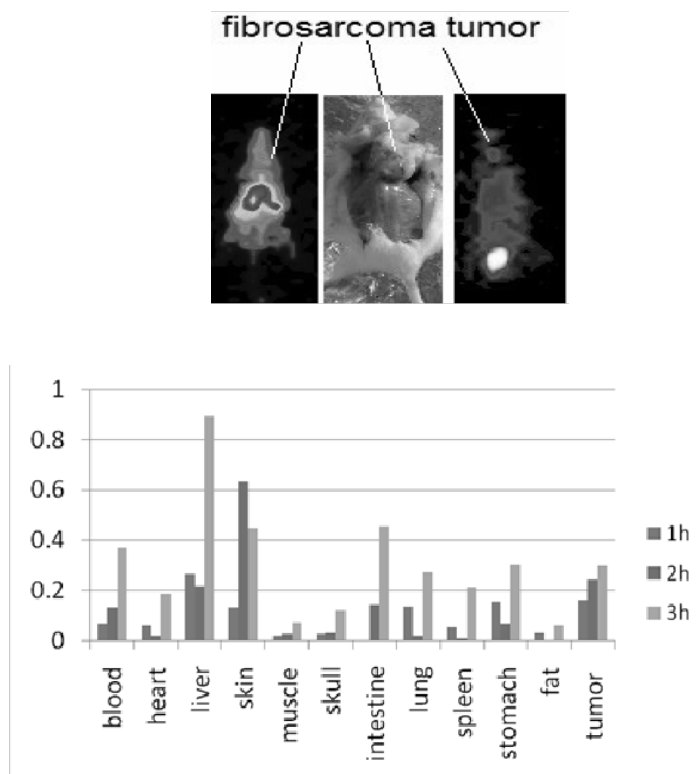 fibrosarcoma tumor
1
0.8
0.6
0.4
0.2
0
1h
2h
3h
blood
heart
liver
skin
muscle
skull
intestine
lung
spleen
stomach
fat
tumor